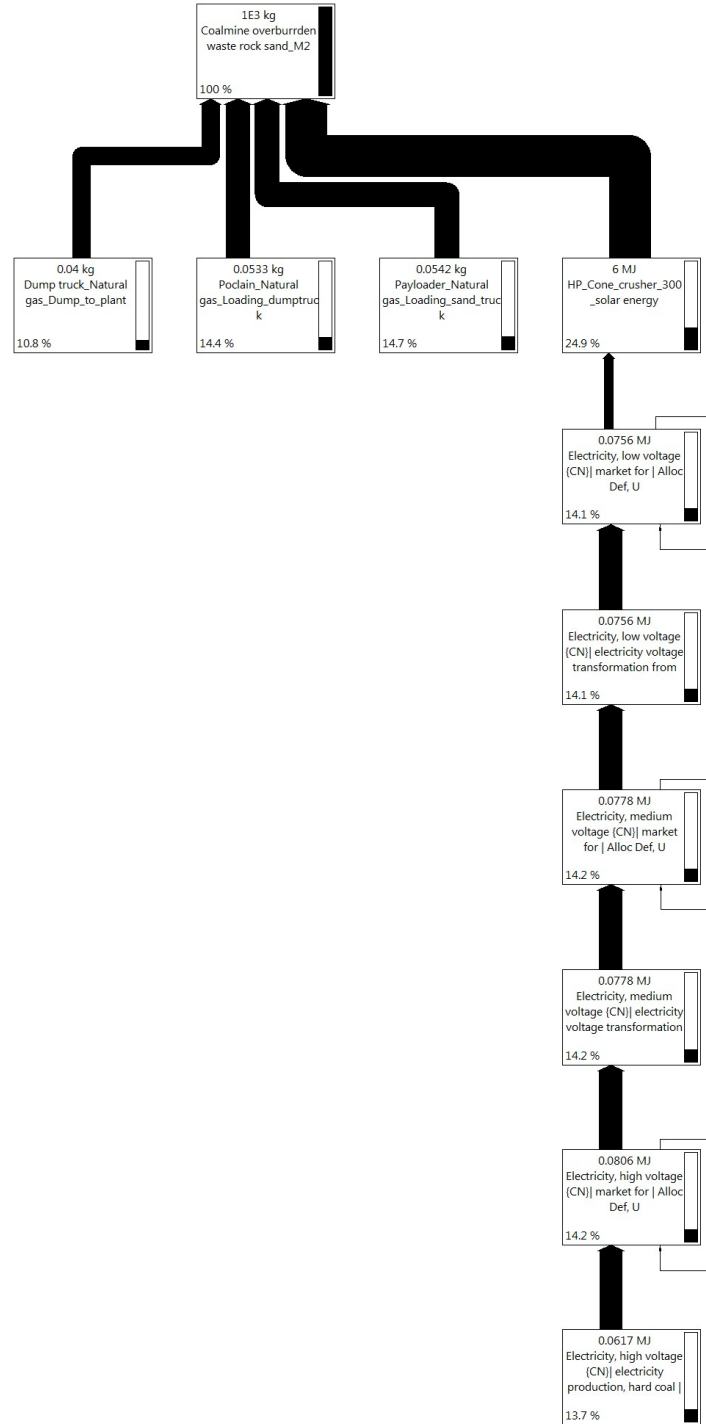 1E3 kg
Coalmine overburrden
waste rock sand_M2
100 %
0.04 kg
Dump truck_Natural
gas_Dump_to_plant
10.8 %
0.0533 kg
Poclain_Natural
gas_Loading_dumptruc
k
14.4 %
0.0542 kg
Payloader_Natural
gas_Loading_sand_truc
k
14.7 %
6 MJ
HP_Cone_crusher_300
_solar energy
24.9 %
0.0756 MJ
Electricity, low voltage
{CN}| market for | Alloc
Def, U
14.1 %
0.0756 MJ
Electricity, low voltage
{CN}| electricity voltage
transformation from
14.1 %
0.0778 MJ
Electricity, medium
voltage {CN}| market
for | Alloc Def, U
14.2 %
0.0778 MJ
Electricity, medium
voltage {CN}| electricity
voltage transformation
14.2 %
0.0806 MJ
Electricity, high voltage
{CN}| market for | Alloc
Def, U
14.2 %
0.0617 MJ
Electricity, high voltage
{CN}| electricity
production, hard coal |
13.7 %